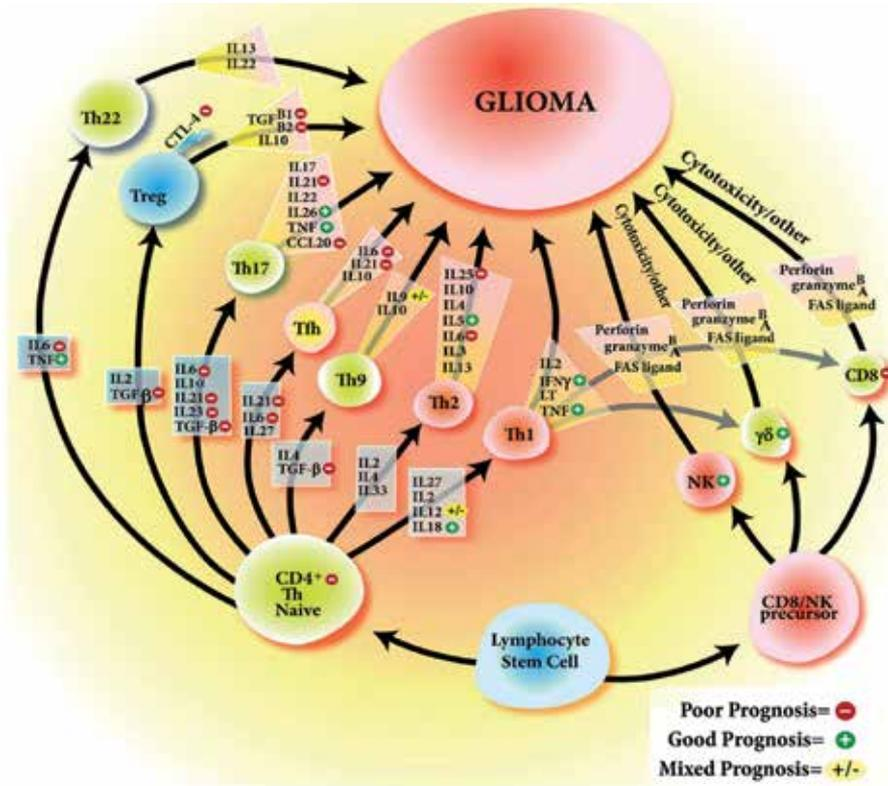 GLIOMA
IL13
IL22
Th22
CTL-4 -
TGF B1 -
B2 -
IL10
Treg
IL17
IL21 -
IL22
IL26 +
TNF +
CCL20 -
Th17
IL6 -
IL21 -
IL10
Tfh
IL9 +/-
IL10
Th9
IL25 -
IL10
IL4
IL5 +
IL6 -
IL3
IL13
Th2
IL2
IFNγ +
LT
TNF +
Th1
Cytotoxicity/other
Perforin
granzyme B A
FAS ligand
NK +
Cytotoxicity/other
Perforin
granzyme B A
FAS ligand
γδ +
Cytotoxicity/other
Perforin
granzyme B A
FAS ligand
CD8 -
IL6 -
TNF +
IL2
TGFβ -
IL6 -
IL10
IL21 -
IL23 -
TGF-β -
IL21 -
IL6 -
IL27
IL4
TGF-β -
IL2
IL4
IL33
IL27
IL2
IL12 +/-
IL18 +
CD4+ -
Th
Naive
Lymphocyte
Stem Cell
CD8/NK
precursor
Poor Prognosis= -
Good Prognosis= +
Mixed Prognosis= +/-